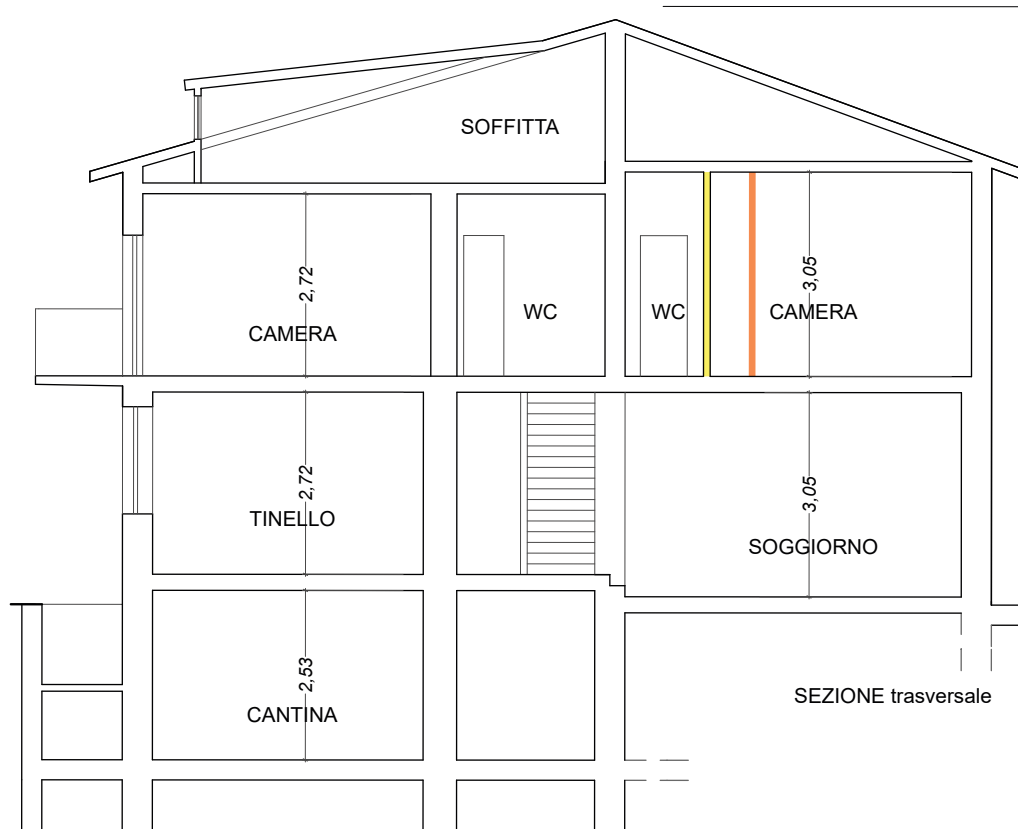 SOFFITTA
2,72
3,05
WC
WC
CAMERA
CAMERA
2,72
3,05
TINELLO
SOGGIORNO
2,53
SEZIONE trasversale
CANTINA